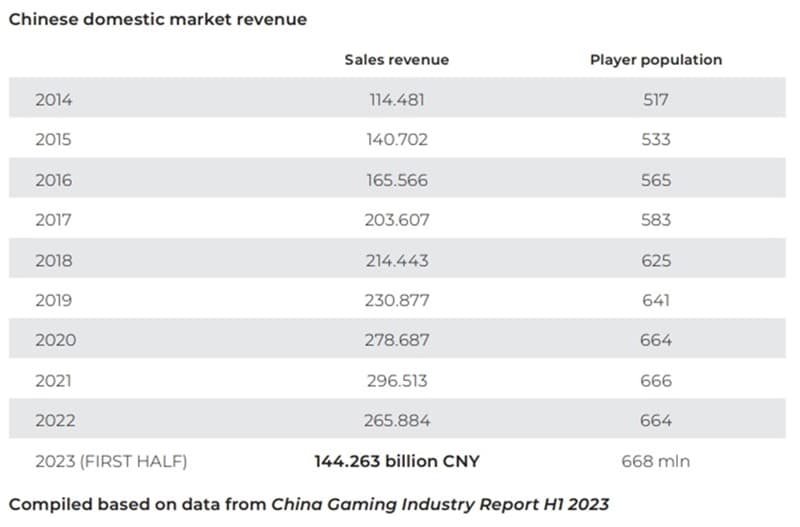 Chinese domestic market revenue
Sales revenue Player population
2014 114.481 517
2015 140.702 533
2016 165.566 565
2017 203.607 583
2018 214.443 625
2019 230.877 641
2020 278.687 664
2021 296.513 666
2022 265.884 664
2023 (FIRST HALF) 144.263 billion CNY 668 mln
Compiled based on data from China Gaming Industry Report H1 2023